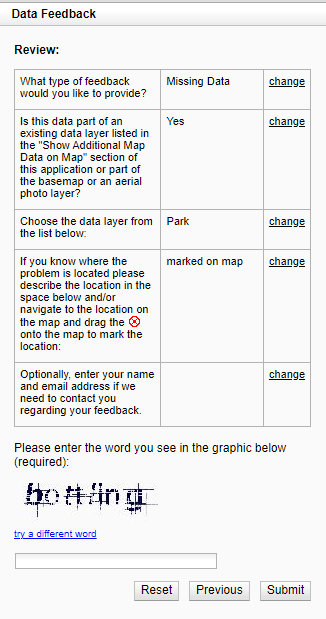 Data Feedback
Review:
What type of feedback
would you like to provide?
Missing Data
change
Is this data part of an
existing data layer listed in
the "Show Additional Map
Data on Map" section of
this application or part of
the basemap or an aerial
photo layer?
Yes
change
Choose the data layer from
the list below:
Park
change
If you know where the
problem is located please
describe the location in the
space below and/or
navigate to the location on
the map and drag the
onto the map to mark the
location:
marked on map
change
Optionally, enter your name
and email address if we
need to contact you
regarding your feedback.
change
Please enter the word you see in the graphic below
(required):
try a different word
Reset
Previous
Submit